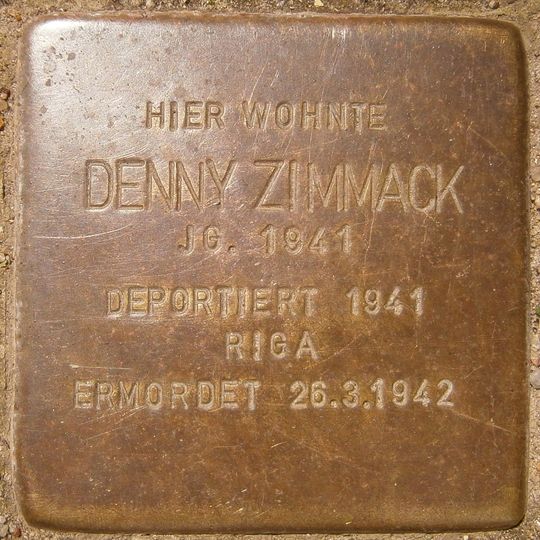 HIER WOHNTE
DENNY ZIMMACK
JG. 1941
DEPORTIERT 1941
RIGA
ERMORDET 26.3.1942